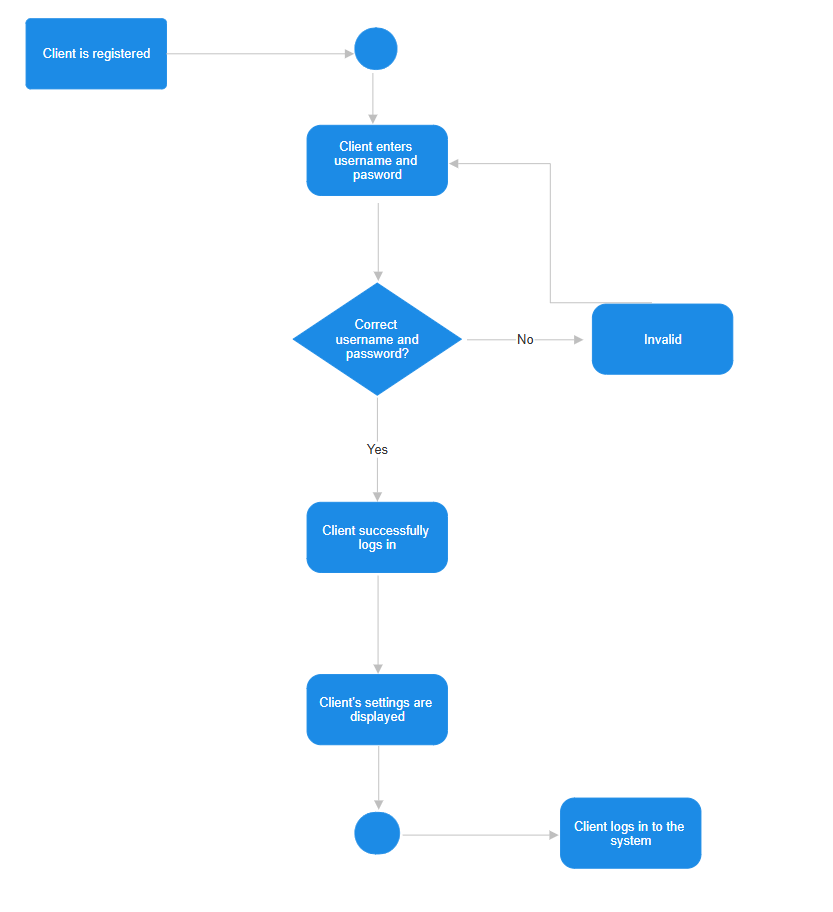 Client is registered
Client enters
username and
pasword
Correct
username and
password?
No
Invalid
Yes
Client successfully
logs in
Client's settings are
displayed
Client logs in to the
system